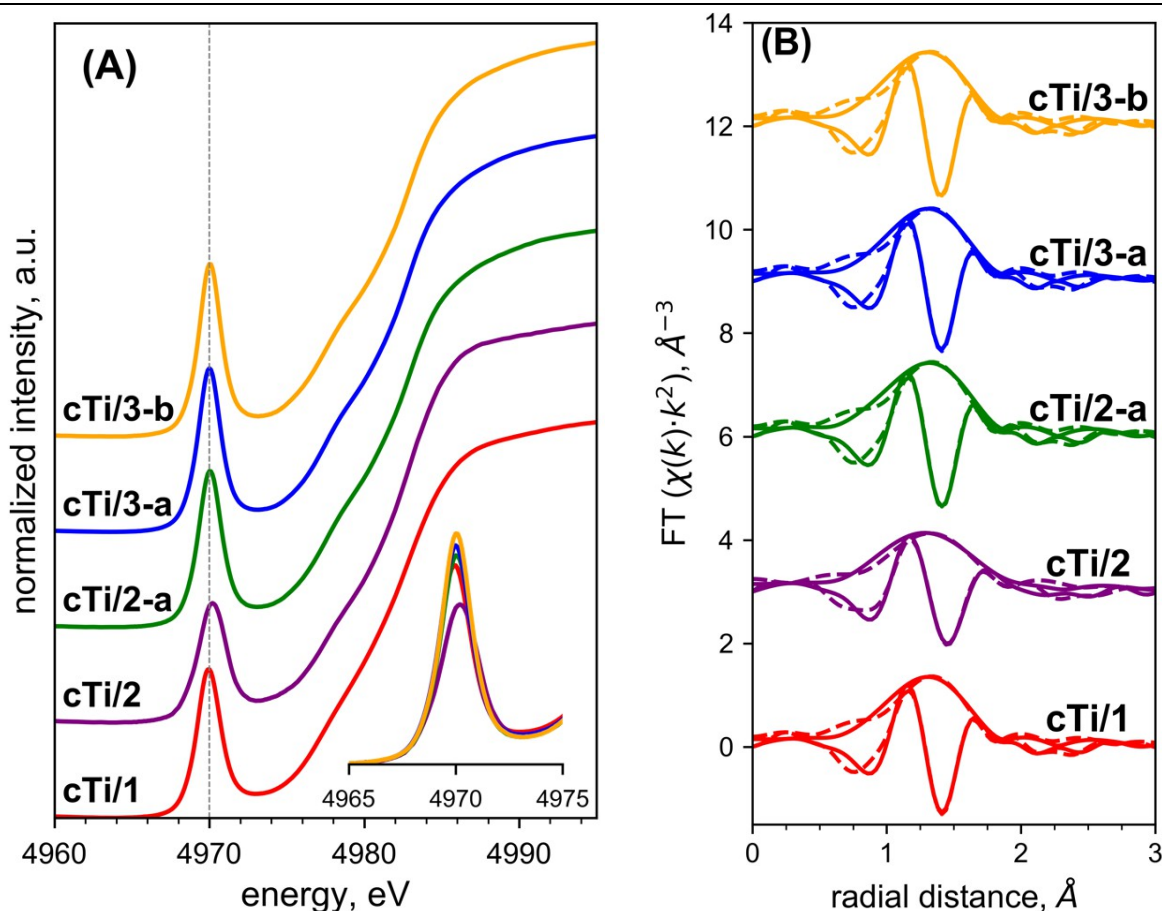 (A)
normalized intensity, a.u.
cTi/3-b
cTi/3-a
cTi/2-a
cTi/2
cTi/1
4965 4970 4975
4960 4970 4980 4990
energy, eV
(B)
FT (χ(k)·k²), Å⁻³
14
12
10
8
6
4
2
0
cTi/3-b
cTi/3-a
cTi/2-a
cTi/2
cTi/1
0 1 2 3
radial distance, Å